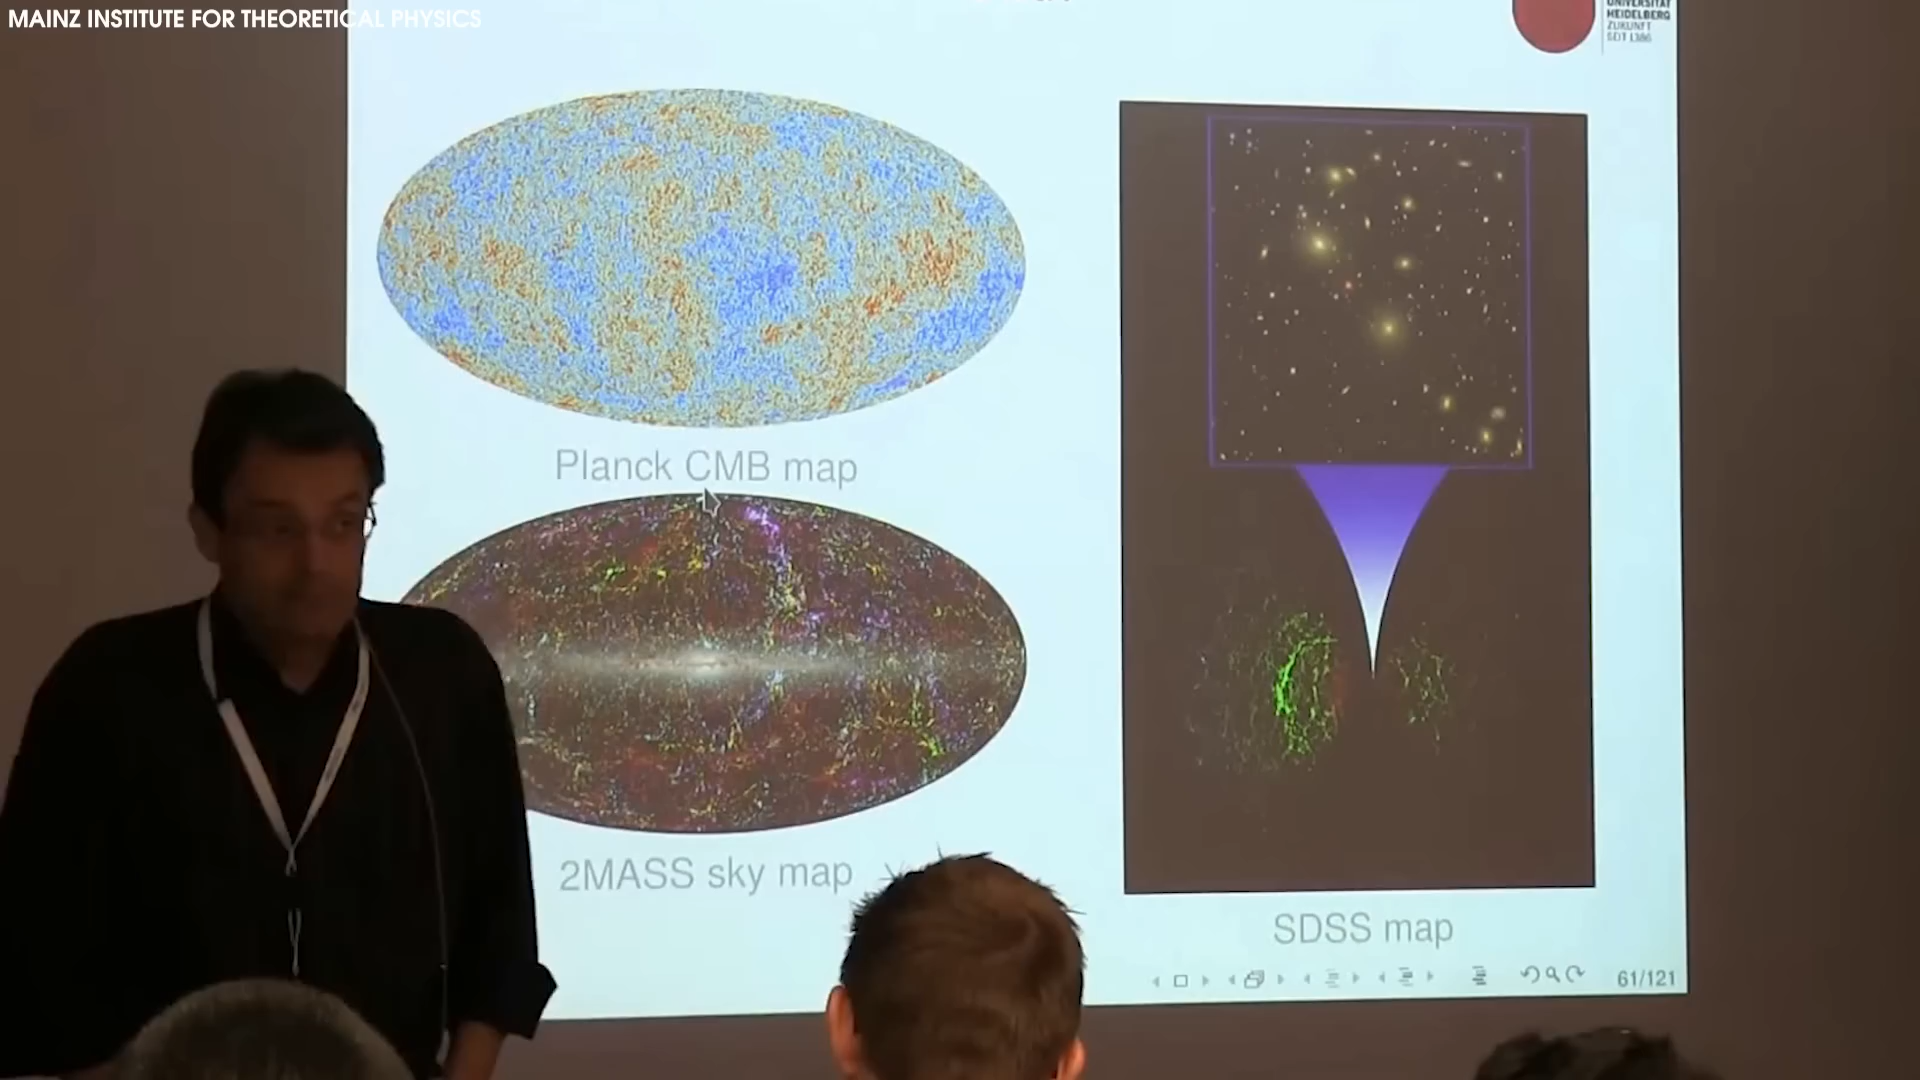 MAINZ INSTITUTE FOR THEORETICAL PHYSICS
UNIVERSITÄT
HEIDELBERG
ZUKUNFT
SEIT 1386
Planck CMB map
2MASS sky map
SDSS map
61/121